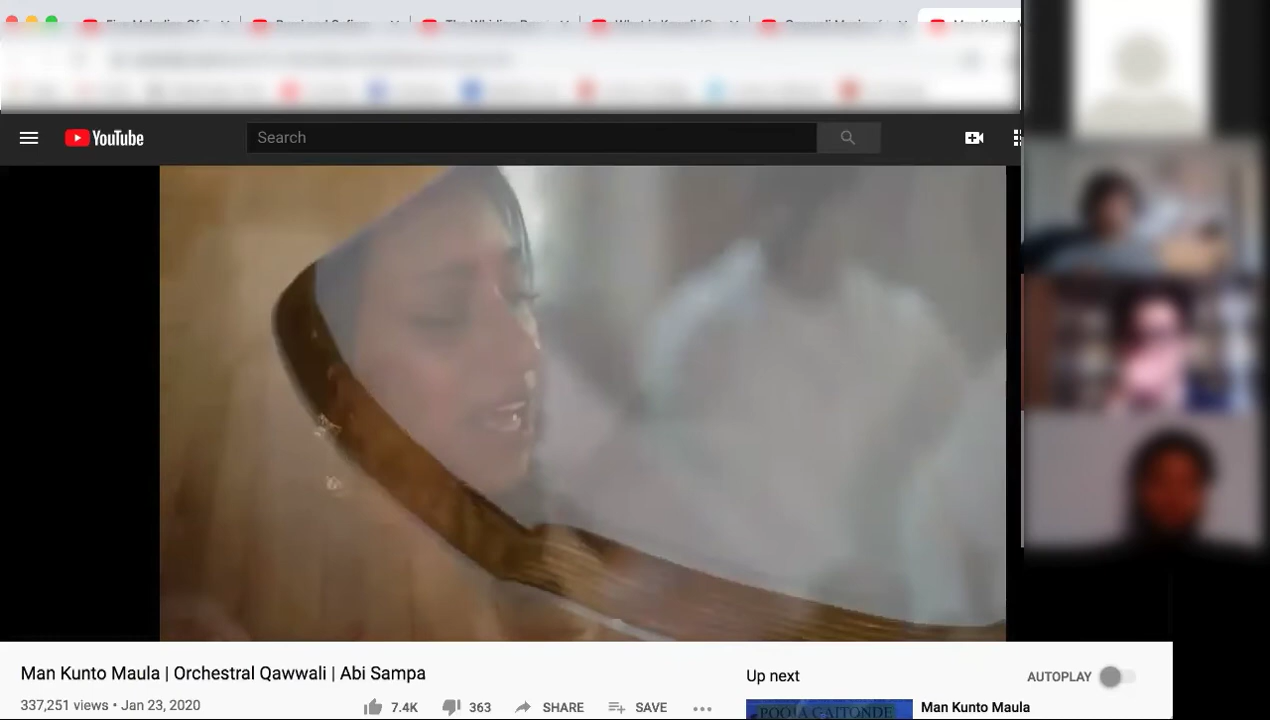 YouTube
Search
Man Kunto Maula | Orchestral Qawwali | Abi Sampa
337,251 views • Jan 23, 2020
7.4K
363
SHARE
SAVE
Up next
AUTOPLAY
POOJA GAITONDE
Man Kunto Maula